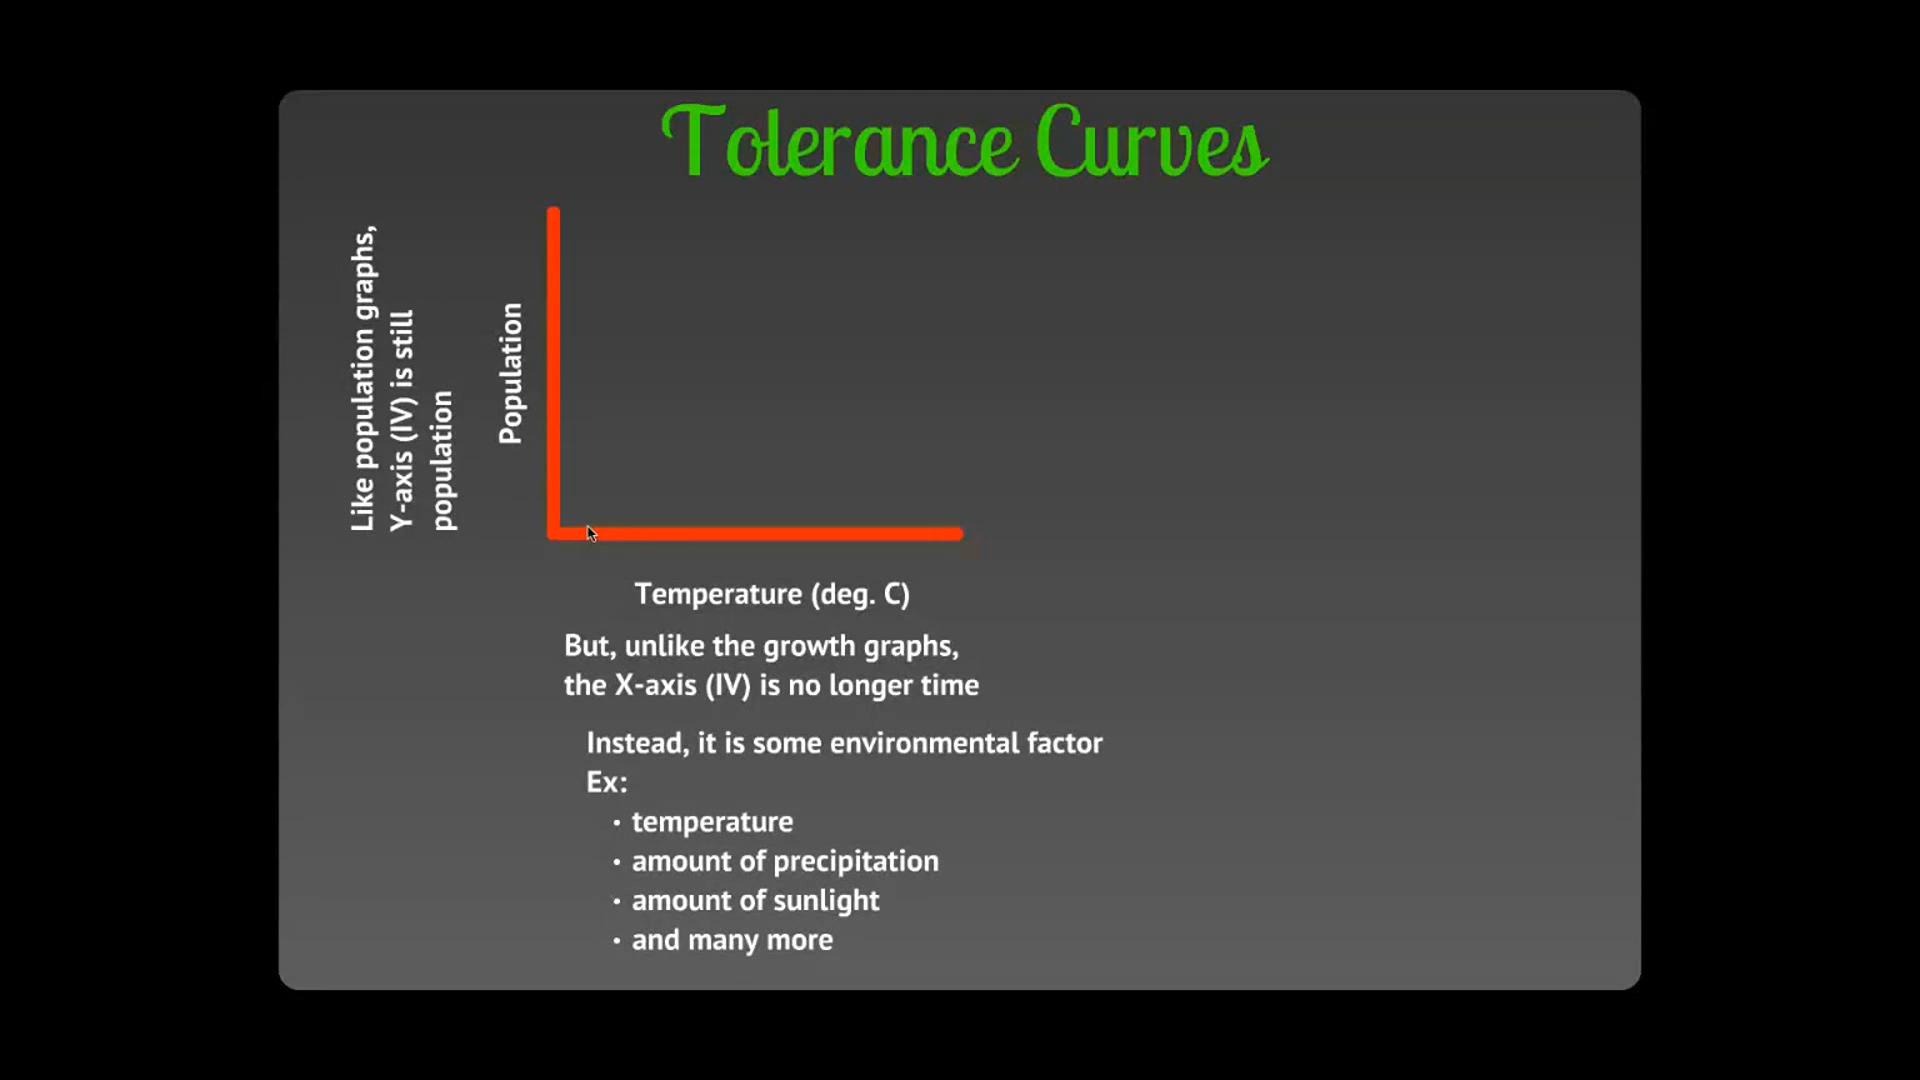 Tolerance Curves
Like population graphs,
Y-axis (IV) is still
population
Population
Temperature (deg. C)
But, unlike the growth graphs,
the X-axis (IV) is no longer time
Instead, it is some environmental factor
Ex:
• temperature
• amount of precipitation
• amount of sunlight
• and many more